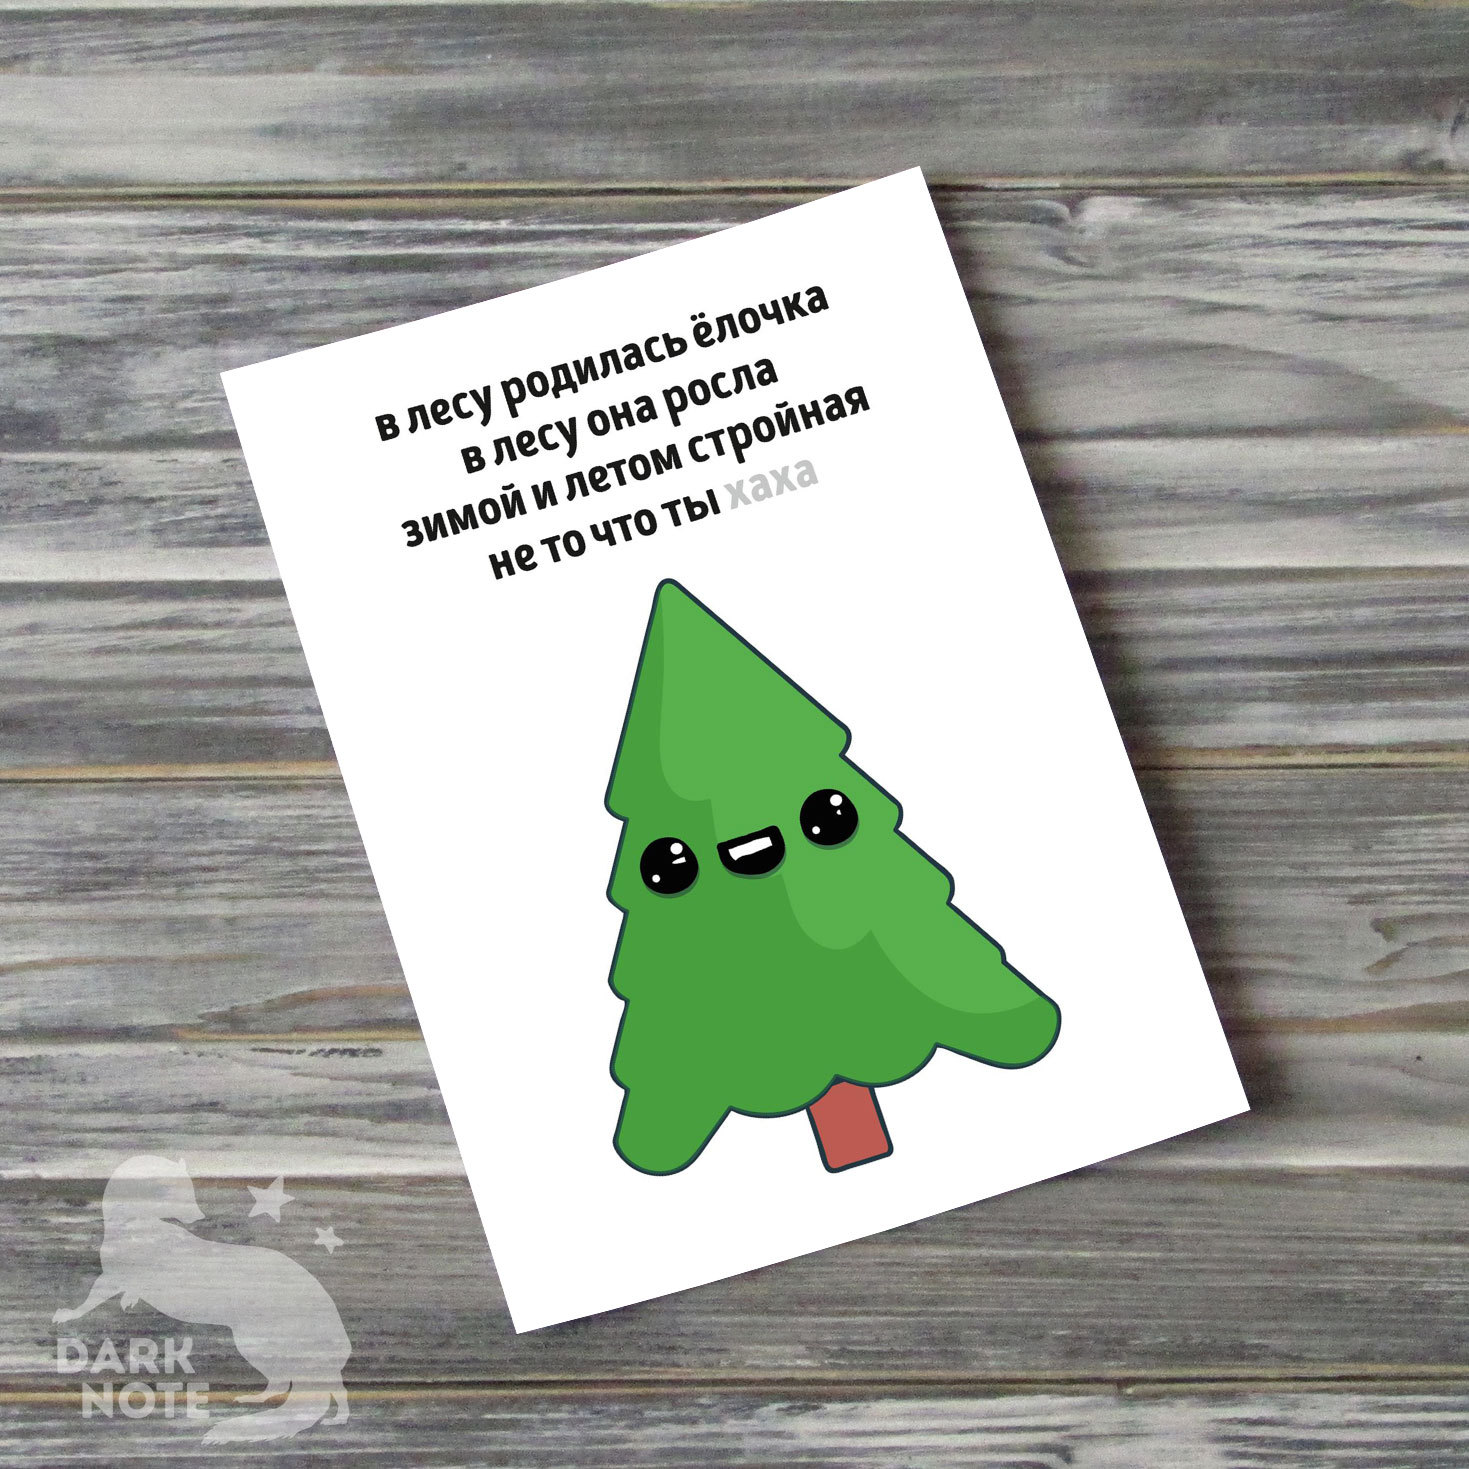 в лесу родилась ёлочка
в лесу она росла
зимой и летом стройная
не то что ты хаха
DARK
NOTE